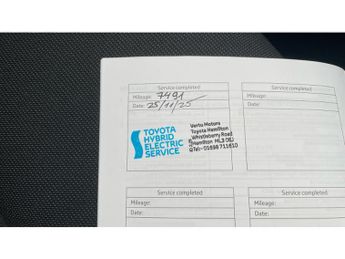 Service completed
Mileage: 7491
Date: 25/11/25
TOYOTA
HYBRID
ELECTRIC
SERVICE
Vertu Motors
Toyota Hamilton
Whistleberry Road
Hamilton ML3 0EJ
Tel:- 01698 711610
Service completed
Mileage:
Date:
Service completed
Mileage:
Date:
Service completed
Mileage:
Date: